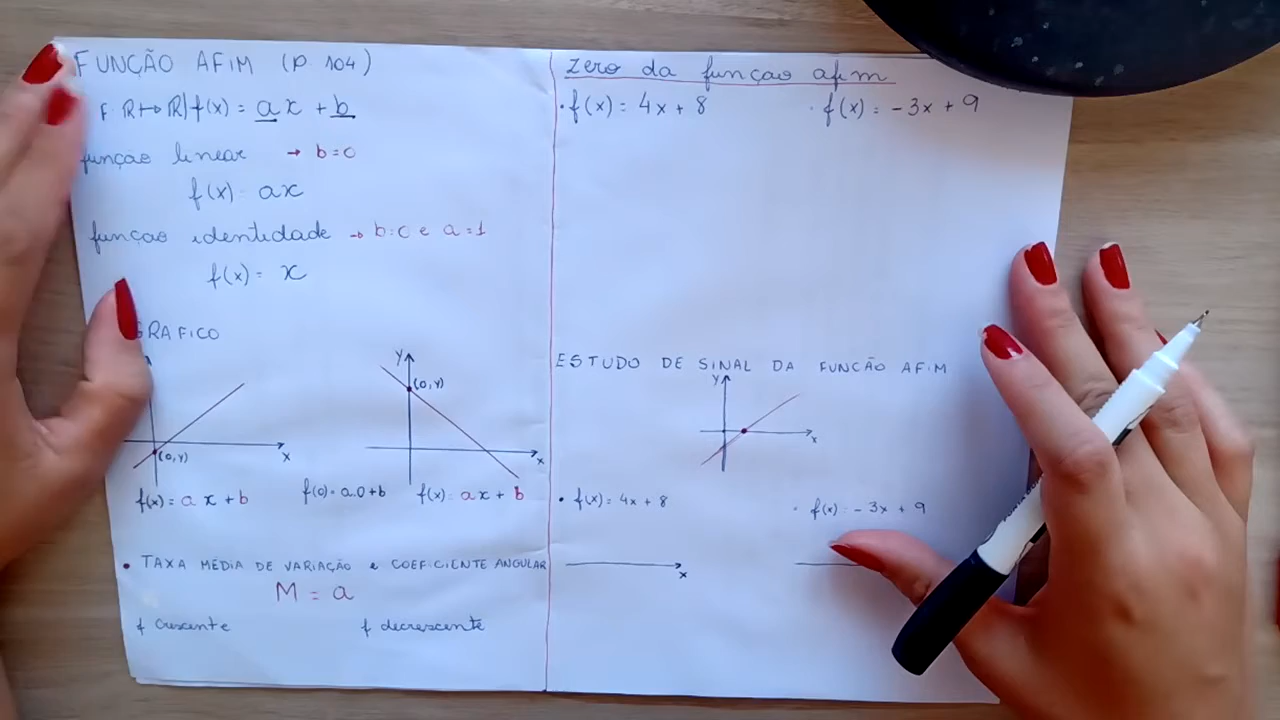 FUNÇÃO AFIM (P 104)
F: R↦R| f(x) = ax + b
função linear → b=0
f(x) = ax
função identidade → b=0 e a=1
f(x) = x
GRAFICO
(0,Y)
x
f(x) = ax + b
f(0) = a.0+b
Y
(0,Y)
x
f(x) = ax + b
• TAXA MÉDIA DE VARIAÇÃO e COEFICIENTE ANGULAR
M = a
f crescente
f decrescente
Zero da funçao afim
• f(x) = 4x + 8
• f(x) = -3x + 9
ESTUDO DE SINAL DA FUNCÃO AFIM
Y
x
• f(x) = 4x + 8
x
• f(x) = -3x + 9